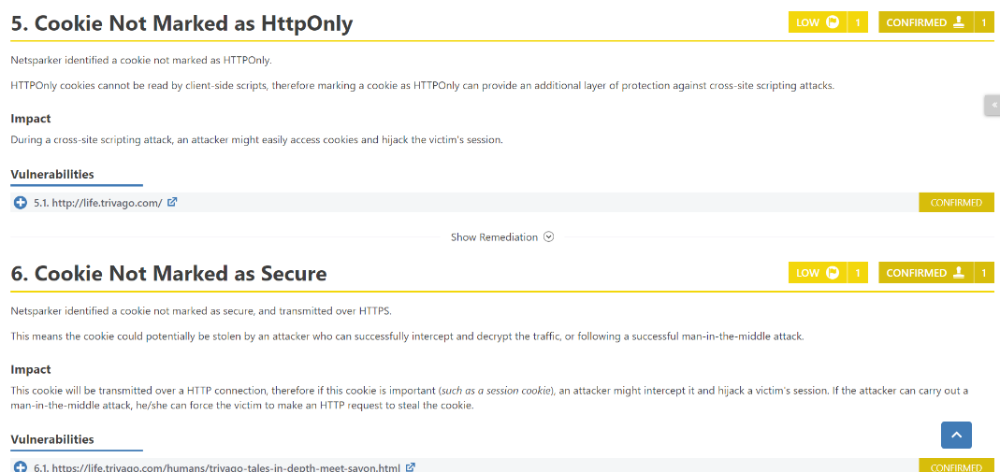 5. Cookie Not Marked as HttpOnly
LOW 1 CONFIRMED 1
Netsparker identified a cookie not marked as HTTPOnly.
HTTPOnly cookies cannot be read by client-side scripts, therefore marking a cookie as HTTPOnly can provide an additional layer of protection against cross-site scripting attacks.
Impact
During a cross-site scripting attack, an attacker might easily access cookies and hijack the victim's session.
Vulnerabilities
5.1. http://life.trivago.com/ CONFIRMED
Show Remediation
6. Cookie Not Marked as Secure
LOW 1 CONFIRMED 1
Netsparker identified a cookie not marked as secure, and transmitted over HTTPS.
This means the cookie could potentially be stolen by an attacker who can successfully intercept and decrypt the traffic, or following a successful man-in-the-middle attack.
Impact
This cookie will be transmitted over a HTTP connection, therefore if this cookie is important (such as a session cookie), an attacker might intercept it and hijack a victim's session. If the attacker can carry out a
man-in-the-middle attack, he/she can force the victim to make an HTTP request to steal the cookie.
Vulnerabilities
6.1. https://life.trivago.com/humans/trivago-tales-in-depth-meet-savon.html CONFIRMED